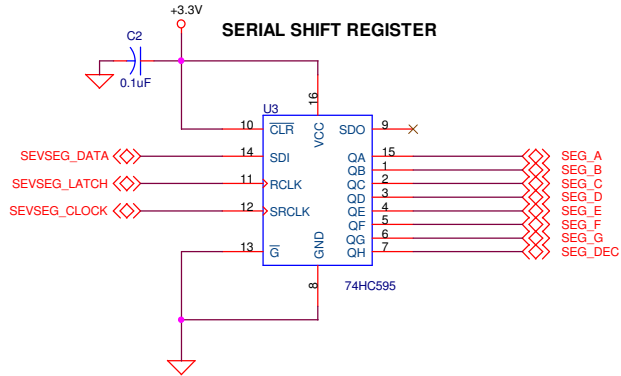 +3.3V
SERIAL SHIFT REGISTER
C2
0.1uF
U3
16
VCC
10 CLR SDO 9
SEVSEG_DATA 14 SDI QA 15 SEG_A
QB 1 SEG_B
SEVSEG_LATCH 11 RCLK QC 2 SEG_C
QD 3 SEG_D
SEVSEG_CLOCK 12 SRCLK QE 4 SEG_E
QF 5 SEG_F
QG 6 SEG_G
13 G QH 7 SEG_DEC
GND
8
74HC595